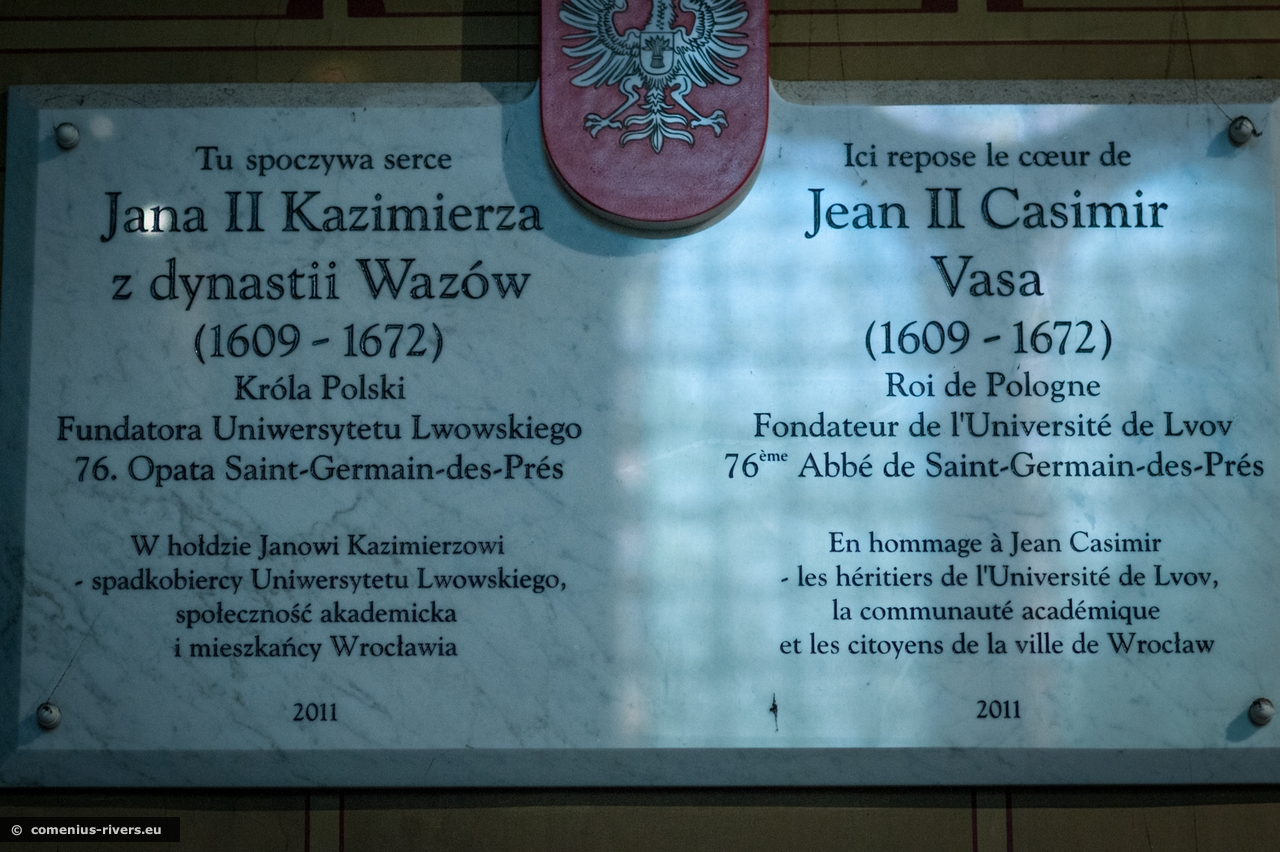 Tu spoczywa serce
Jana II Kazimierza
z dynastii Wazów
(1609 - 1672)
Króla Polski
Fundatora Uniwersytetu Lwowskiego
76. Opata Saint-Germain-des-Prés
W hołdzie Janowi Kazimierzowi
- spadkobiercy Uniwersytetu Lwowskiego,
społeczność akademicka
i mieszkańcy Wrocławia
2011
Ici repose le cœur de
Jean II Casimir
Vasa
(1609 - 1672)
Roi de Pologne
Fondateur de l'Université de Lvov
76ème Abbé de Saint-Germain-des-Prés
En hommage à Jean Casimir
- les héritiers de l'Université de Lvov,
la communauté académique
et les citoyens de la ville de Wrocław
2011
© comenius-rivers.eu